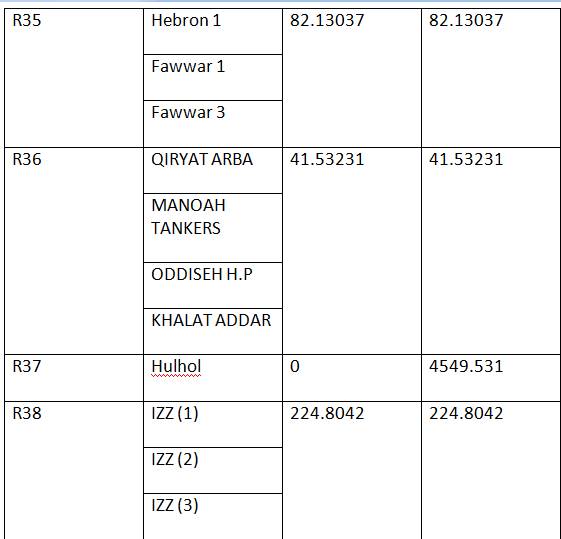 R35 Hebron 1 82.13037 82.13037
Fawwar 1
Fawwar 3
R36 QIRYAT ARBA 41.53231 41.53231
MANOAH
TANKERS
ODDISEH H.P
KHALAT ADDAR
R37 Hulhol 0 4549.531
R38 IZZ (1) 224.8042 224.8042
IZZ (2)
IZZ (3)